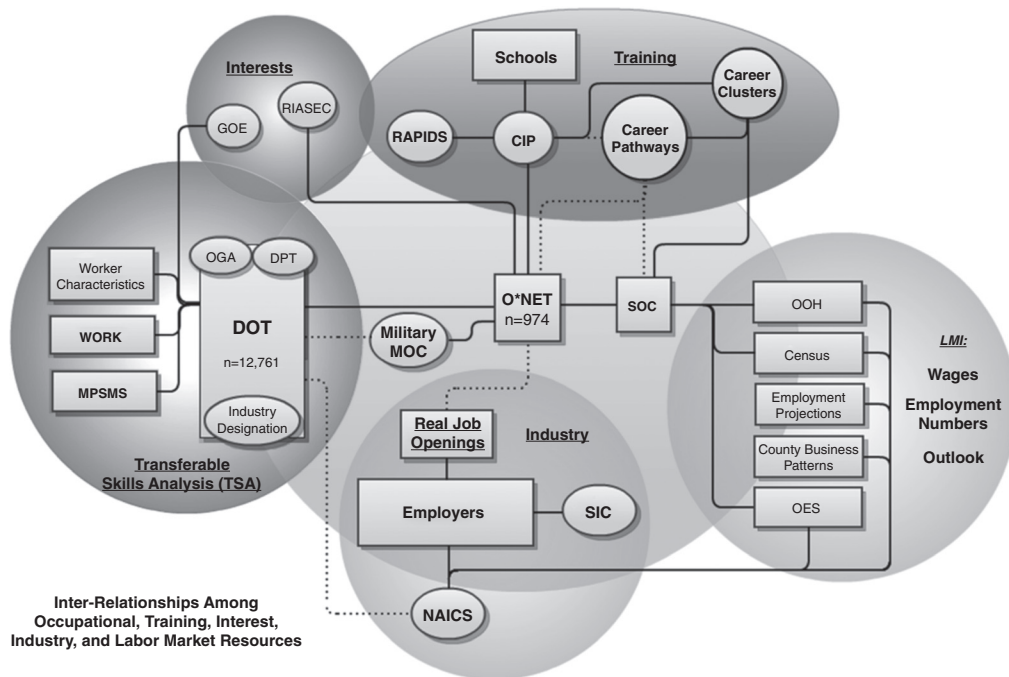 Interests
GOE
RIASEC
Schools
Training
Career
Clusters
RAPIDS
CIP
Career
Pathways
OGA
DPT
Worker
Characteristics
WORK
MPSMS
DOT
n=12,761
Industry
Designation
Transferable
Skills Analysis (TSA)
Military
MOC
O*NET
n=974
SOC
OOH
Census
Employment
Projections
County Business
Patterns
OES
LMI:
Wages
Employment
Numbers
Outlook
Real Job
Openings
Industry
Employers
SIC
NAICS
Inter-Relationships Among
Occupational, Training, Interest,
Industry, and Labor Market Resources